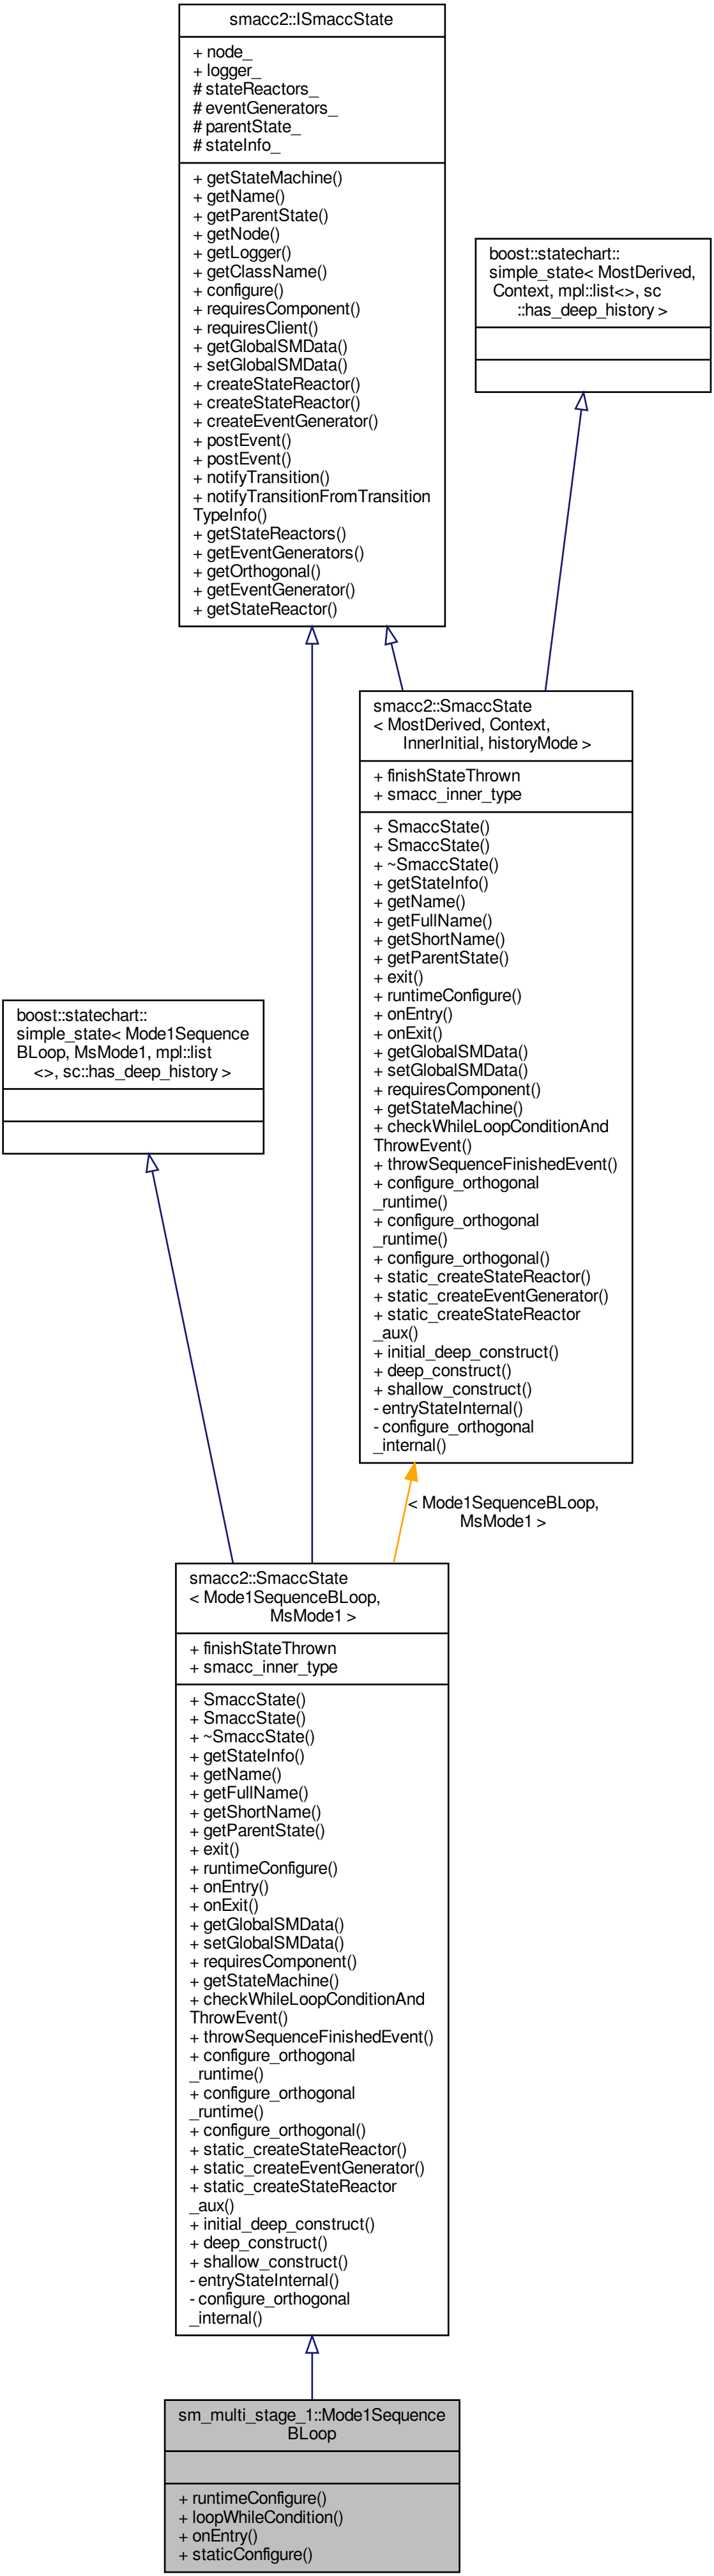 smacc2::ISmaccState
+ node_
+ logger_
# stateReactors_
# eventGenerators_
# parentState_
# stateInfo_
+ getStateMachine()
+ getName()
+ getParentState()
+ getNode()
+ getLogger()
+ getClassName()
+ configure()
+ requiresComponent()
+ requiresClient()
+ getGlobalSMData()
+ setGlobalSMData()
+ createStateReactor()
+ createStateReactor()
+ createEventGenerator()
+ postEvent()
+ postEvent()
+ notifyTransition()
+ notifyTransitionFromTransition
TypeInfo()
+ getStateReactors()
+ getEventGenerators()
+ getOrthogonal()
+ getEventGenerator()
+ getStateReactor()
boost::statechart::
simple_state< MostDerived,
Context, mpl::list<>, sc
::has_deep_history >
smacc2::SmaccState
< MostDerived, Context,
InnerInitial, historyMode >
+ finishStateThrown
+ smacc_inner_type
+ SmaccState()
+ SmaccState()
+ ~SmaccState()
+ getStateInfo()
+ getName()
+ getFullName()
+ getShortName()
+ getParentState()
+ exit()
+ runtimeConfigure()
+ onEntry()
+ onExit()
+ getGlobalSMData()
+ setGlobalSMData()
+ requiresComponent()
+ getStateMachine()
+ checkWhileLoopConditionAnd
ThrowEvent()
+ throwSequenceFinishedEvent()
+ configure_orthogonal
_runtime()
+ configure_orthogonal
_runtime()
+ configure_orthogonal()
+ static_createStateReactor()
+ static_createEventGenerator()
+ static_createStateReactor
_aux()
+ initial_deep_construct()
+ deep_construct()
+ shallow_construct()
- entryStateInternal()
- configure_orthogonal
_internal()
boost::statechart::
simple_state< Mode1Sequence
BLoop, MsMode1, mpl::list
<>, sc::has_deep_history >
< Mode1SequenceBLoop,
MsMode1 >
smacc2::SmaccState
< Mode1SequenceBLoop,
MsMode1 >
+ finishStateThrown
+ smacc_inner_type
+ SmaccState()
+ SmaccState()
+ ~SmaccState()
+ getStateInfo()
+ getName()
+ getFullName()
+ getShortName()
+ getParentState()
+ exit()
+ runtimeConfigure()
+ onEntry()
+ onExit()
+ getGlobalSMData()
+ setGlobalSMData()
+ requiresComponent()
+ getStateMachine()
+ checkWhileLoopConditionAnd
ThrowEvent()
+ throwSequenceFinishedEvent()
+ configure_orthogonal
_runtime()
+ configure_orthogonal
_runtime()
+ configure_orthogonal()
+ static_createStateReactor()
+ static_createEventGenerator()
+ static_createStateReactor
_aux()
+ initial_deep_construct()
+ deep_construct()
+ shallow_construct()
- entryStateInternal()
- configure_orthogonal
_internal()
sm_multi_stage_1::Mode1Sequence
BLoop
+ runtimeConfigure()
+ loopWhileCondition()
+ onEntry()
+ staticConfigure()